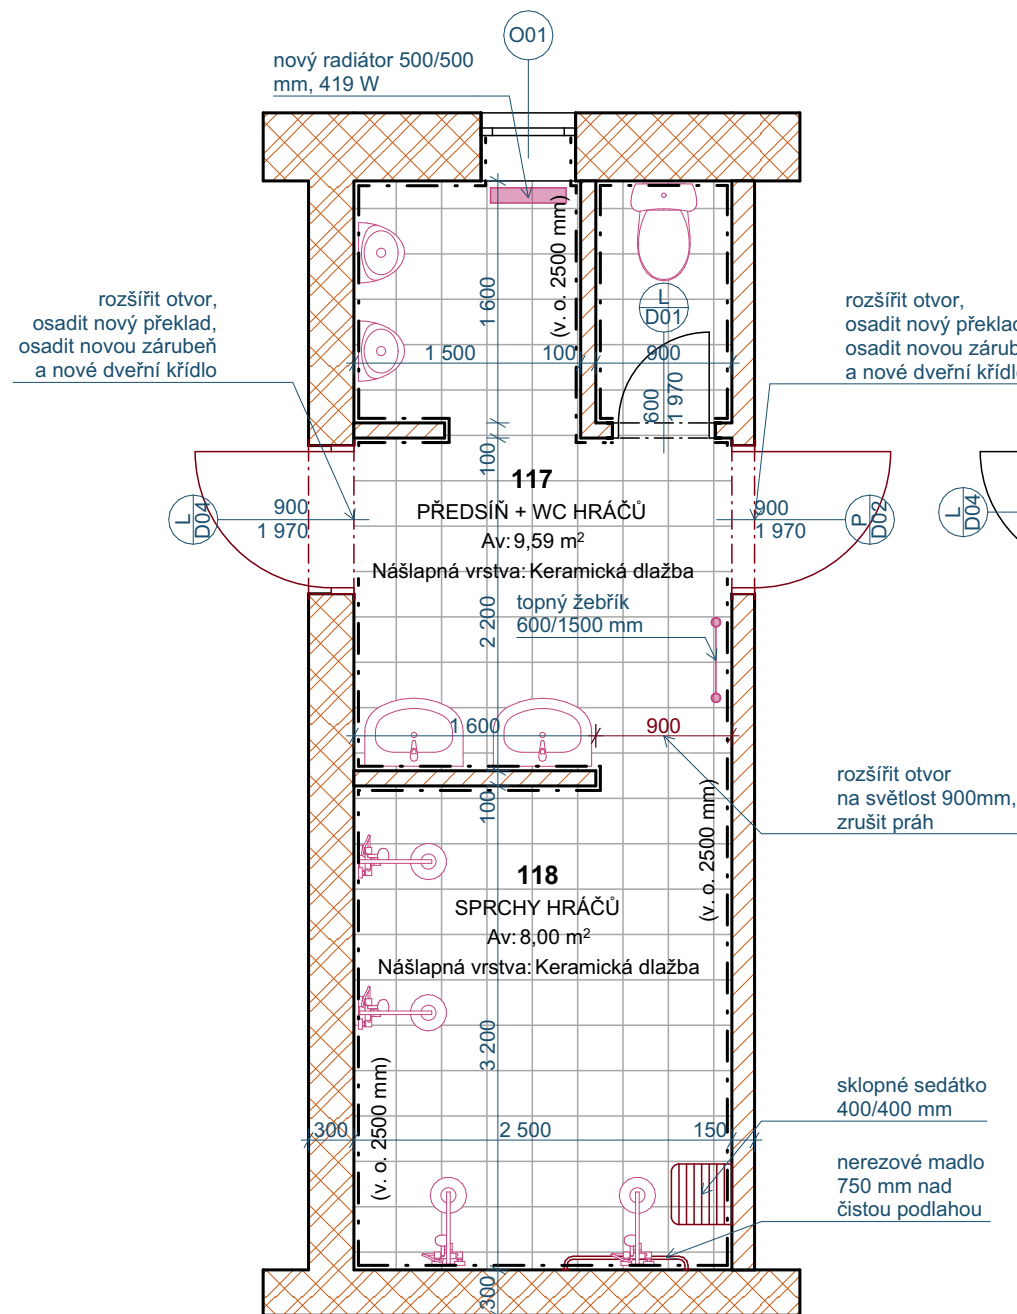 O01
nový radiátor 500/500
mm, 419 W
(v. o. 2500 mm)
1 600
L
D01
rozšířit otvor,
osadit nový překlad,
osadit novou zárubeň
a nové dveřní křídlo
rozšířit otvor,
osadit nový překlad
osadit novou zárub
a nové dveřní křídl
1 500
100
900
600
1 970
100
117
PŘEDSÍŇ + WC HRÁČŮ
Av: 9,59 m²
Nášlapná vrstva: Keramická dlažba
L
D04
900
1 970
900
1 970
P
D02
L
D04
topný žebřík
600/1500 mm
2 200
1 600
900
rozšířit otvor
na světlost 900mm,
zrušit práh
100
(v. o. 2500 mm)
118
SPRCHY HRÁČŮ
Av: 8,00 m²
Nášlapná vrstva: Keramická dlažba
3 200
(v. o. 2500 mm)
sklopné sedátko
400/400 mm
300
2 500
150
nerezové madlo
750 mm nad
čistou podlahou
300